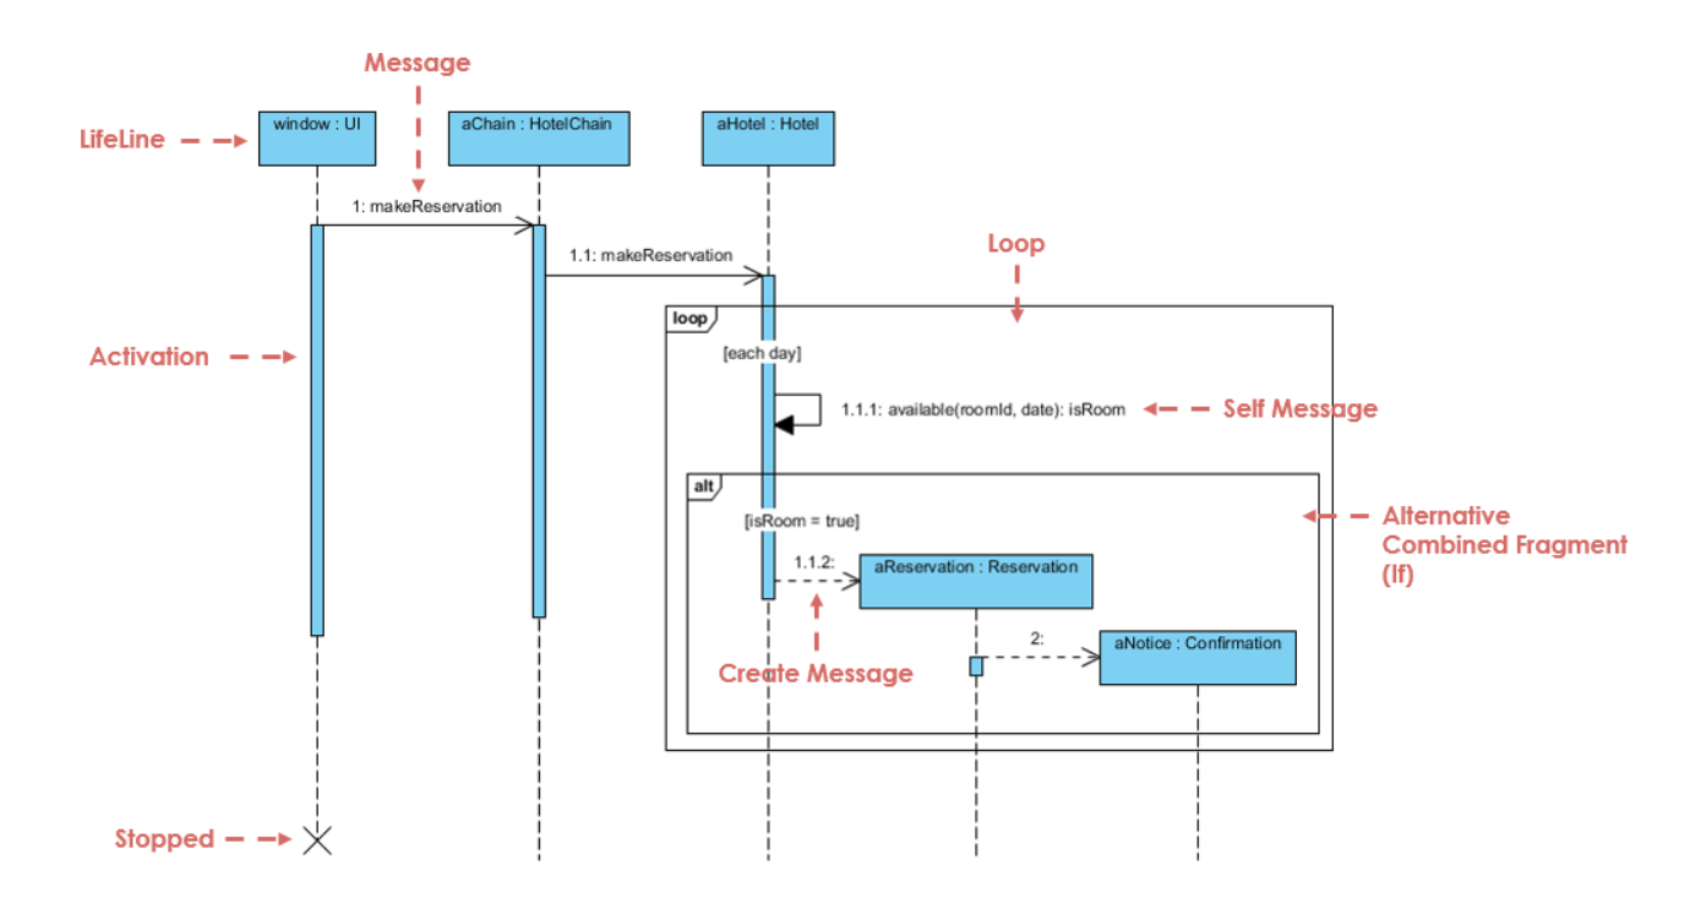 Message
LifeLine
window : UI
aChain : HotelChain
aHotel : Hotel
1: makeReservation
1.1: makeReservation
Loop
loop
[each day]
Activation
1.1.1: available(roomId, date): isRoom
Self Message
alt
[isRoom = true]
Alternative
Combined Fragment
(If)
1.1.2:
aReservation : Reservation
2:
aNotice : Confirmation
Create Message
Stopped